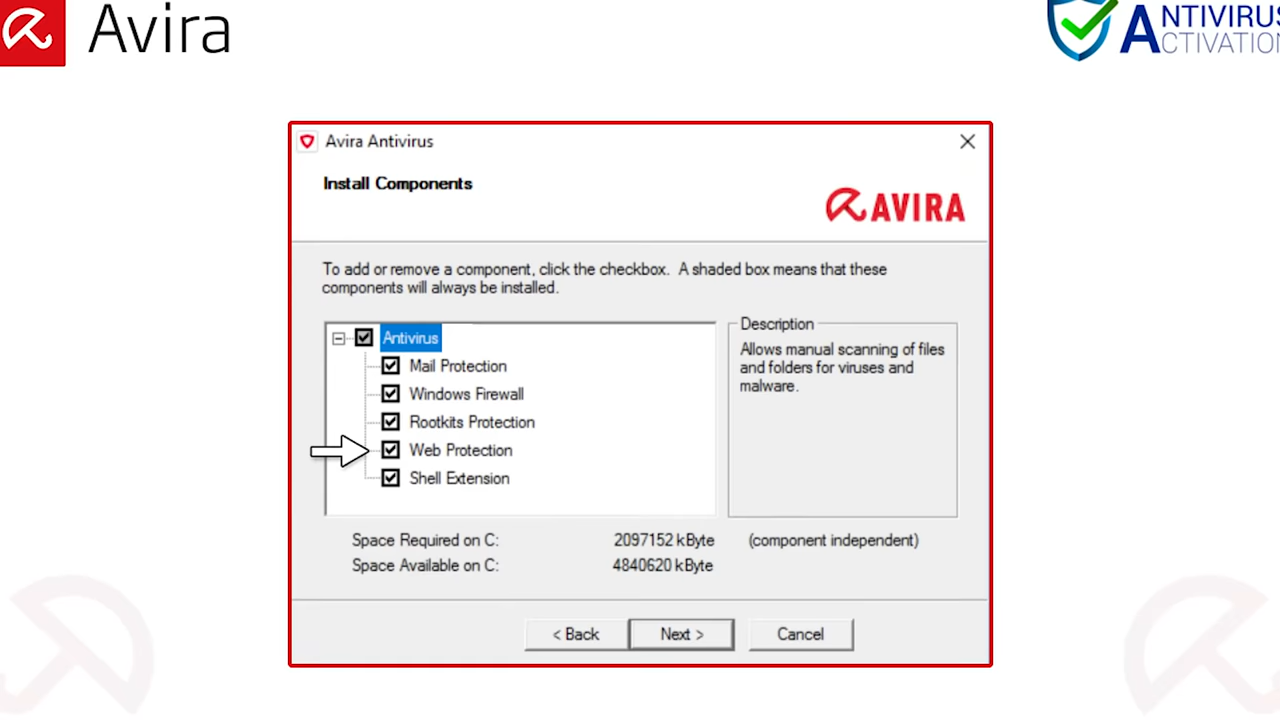 Avira
ANTIVIRUS
ACTIVATION
Avira Antivirus
Install Components
AVIRA
To add or remove a component, click the checkbox. A shaded box means that these
components will always be installed.
Antivirus
Mail Protection
Windows Firewall
Rootkits Protection
Web Protection
Shell Extension
Description
Allows manual scanning of files
and folders for viruses and
malware.
Space Required on C: 2097152 kByte (component independent)
Space Available on C: 4840620 kByte
< Back Next > Cancel